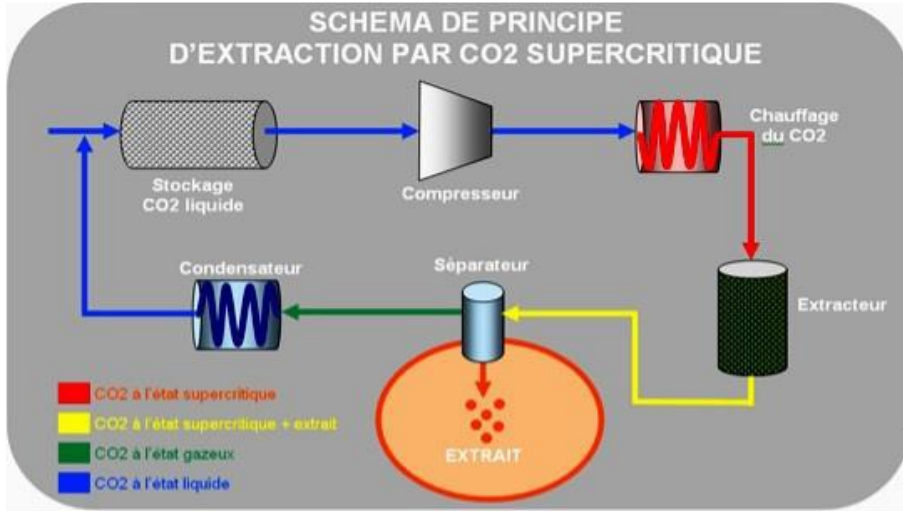 SCHEMA DE PRINCIPE
D'EXTRACTION PAR CO2 SUPERCRITIQUE
Stockage
CO2 liquide
Compresseur
Chauffage
du CO2
Condensateur
Séparateur
Extracteur
CO2 à l'état supercritique
CO2 à l'état supercritique + extrait
CO2 à l'état gazeux
CO2 à l'état liquide
EXTRAIT